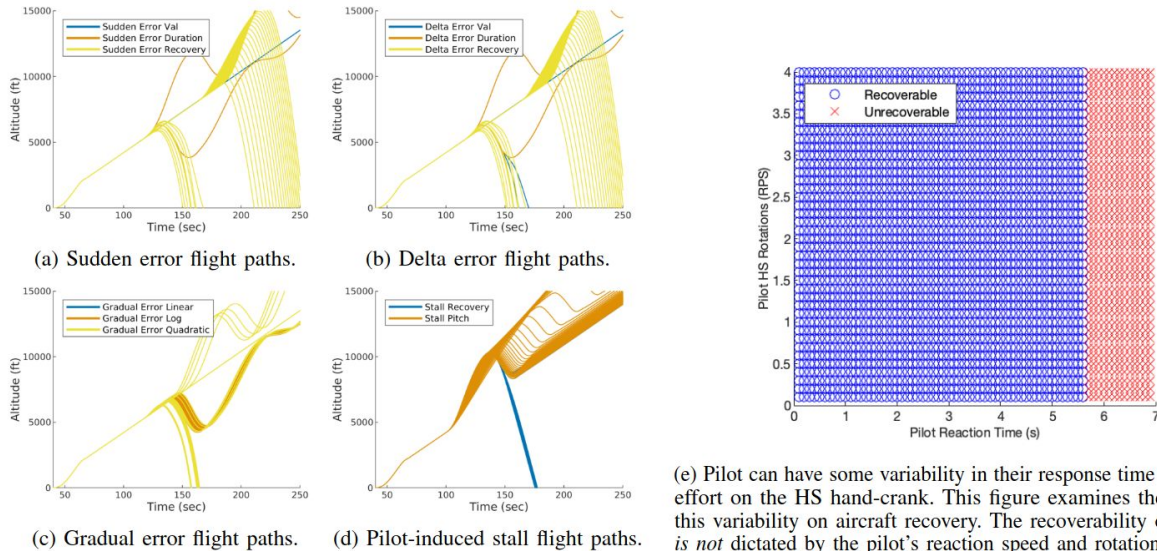 15000
10000
5000
0
Altitude (ft)
Sudden Error Val
Sudden Error Duration
Sudden Error Recovery
50 100 150 200 250
Time (sec)
(a) Sudden error flight paths.
15000
10000
5000
0
Altitude (ft)
Delta Error Val
Delta Error Duration
Delta Error Recovery
50 100 150 200 250
Time (sec)
(b) Delta error flight paths.
15000
10000
5000
0
Altitude (ft)
Gradual Error Linear
Gradual Error Log
Gradual Error Quadratic
50 100 150 200 250
Time (sec)
(c) Gradual error flight paths.
15000
10000
5000
0
Altitude (ft)
Stall Recovery
Stall Pitch
50 100 150 200 250
Time (sec)
(d) Pilot-induced stall flight paths.
4
3.5
3
2.5
2
1.5
1
0.5
0
Pilot HS Rotations (RPS)
Recoverable
Unrecoverable
0 1 2 3 4 5 6 7
Pilot Reaction Time (s)
(e) Pilot can have some variability in their response time
effort on the HS hand-crank. This figure examines the
this variability on aircraft recovery. The recoverability
is not dictated by the pilot's reaction speed and rotation